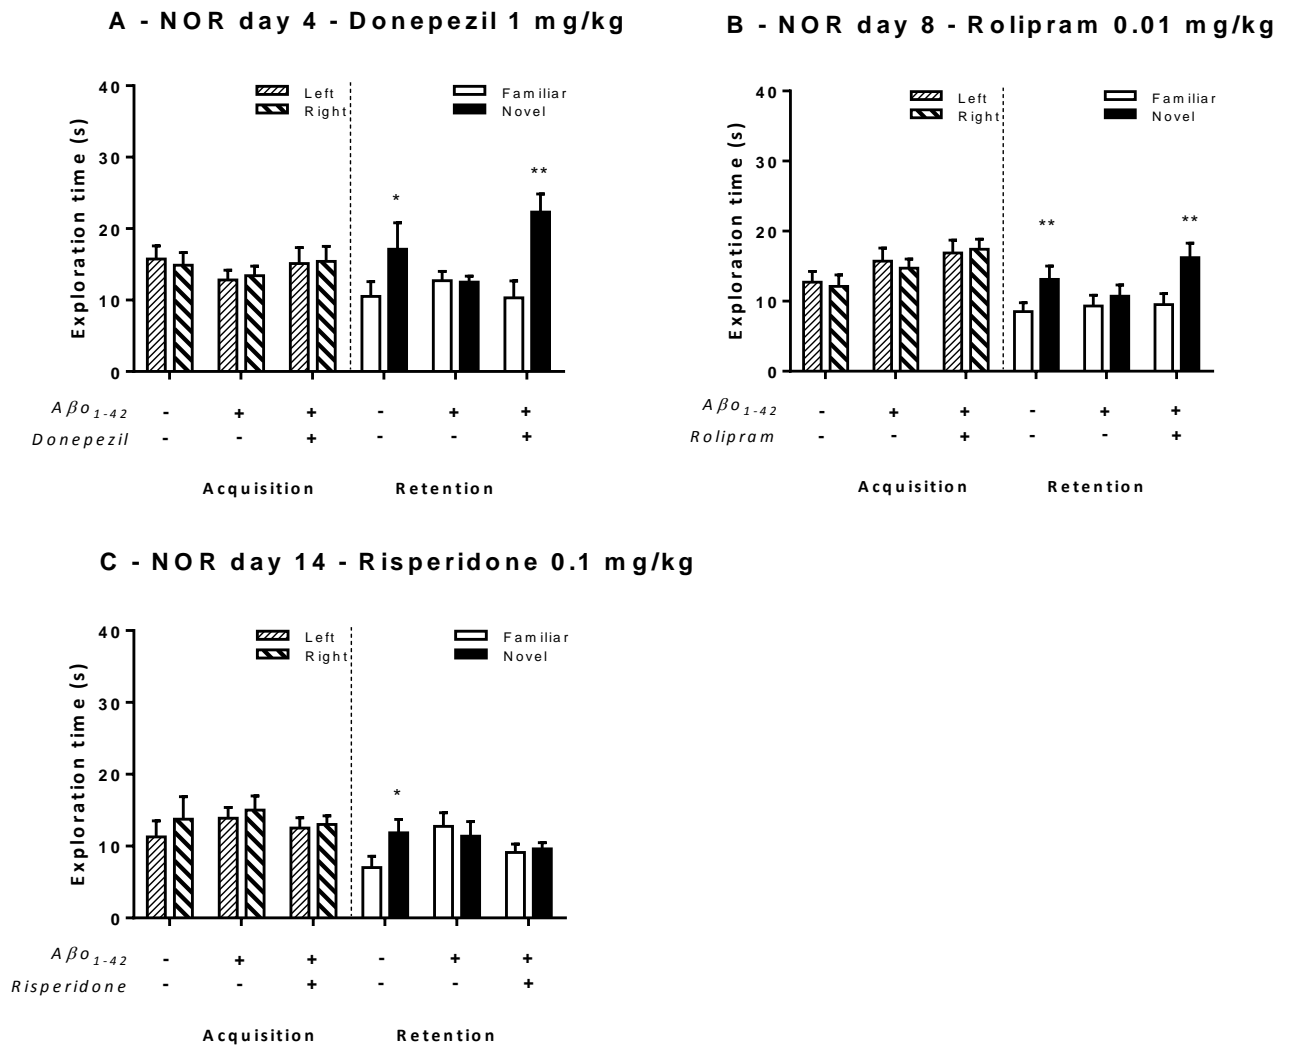 A - NOR day 4 - Donepezil 1 mg/kg
Exploration time (s)
40
30
20
10
0
Left
Right
Familiar
Novel
*
**
Aβo1-42 - + + - + +
Donepezil - - + - - +
Acquisition Retention
B - NOR day 8 - Rolipram 0.01 mg/kg
Exploration time (s)
40
30
20
10
0
Left
Right
Familiar
Novel
**
**
Aβo1-42 - + + - + +
Rolipram - - + - - +
Acquisition Retention
C - NOR day 14 - Risperidone 0.1 mg/kg
Exploration time (s)
40
30
20
10
0
Left
Right
Familiar
Novel
*
Aβo1-42 - + + - + +
Risperidone - - + - - +
Acquisition Retention